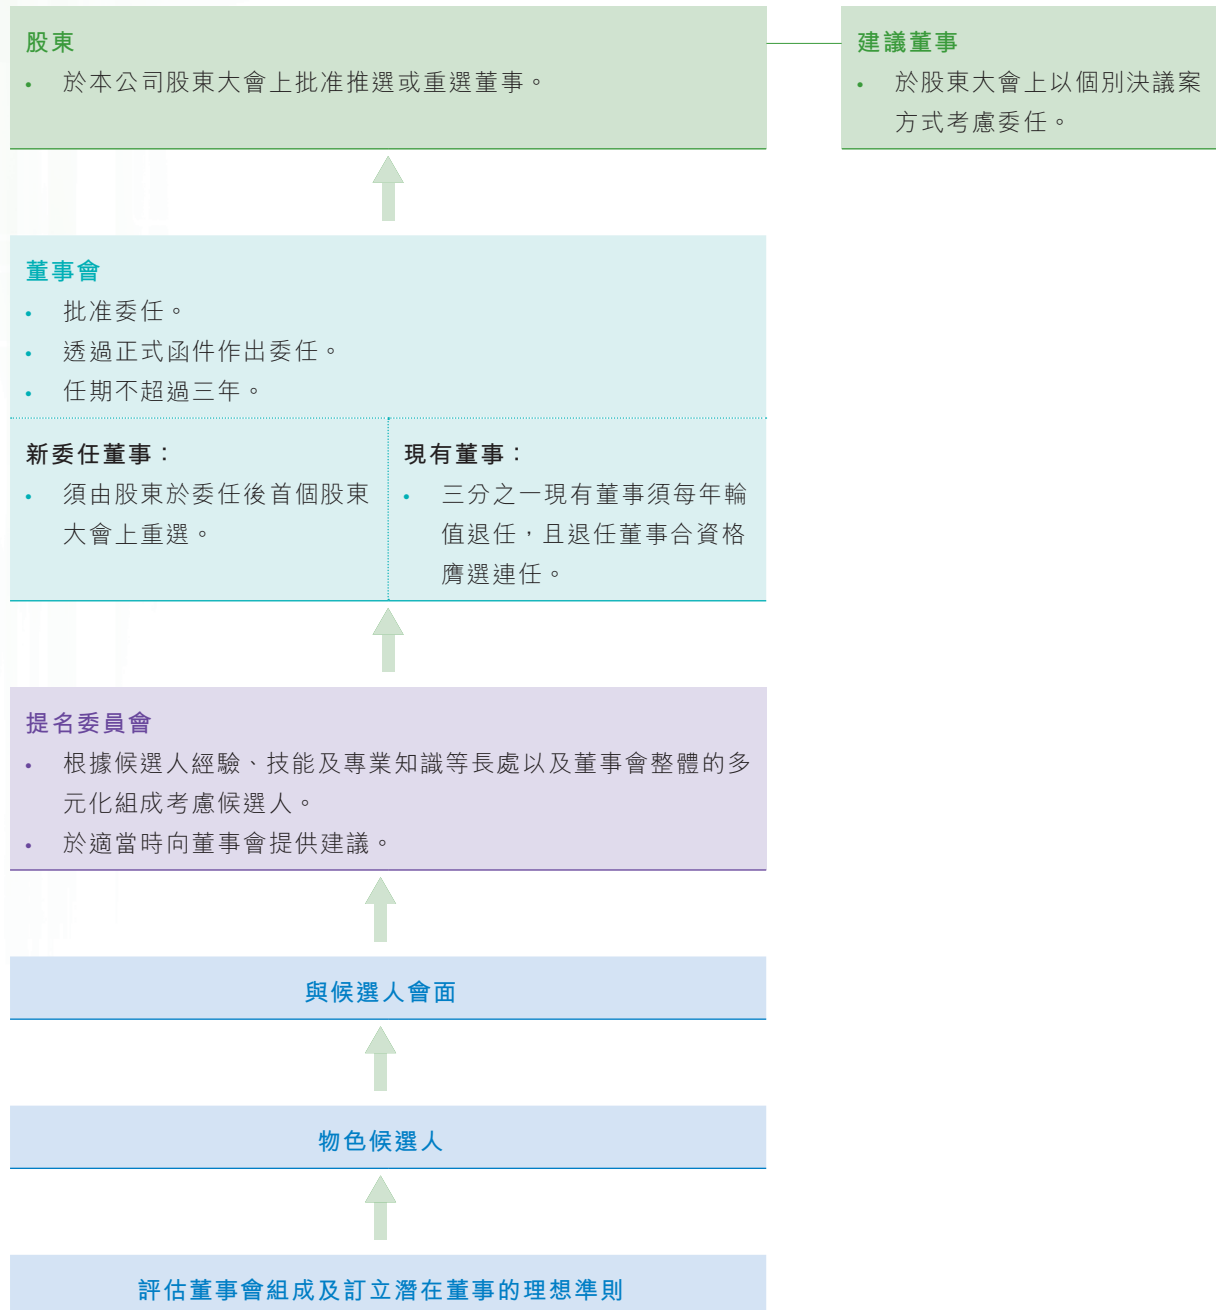 股東
• 於本公司股東大會上批准推選或重選董事。
建議董事
• 於股東大會上以個別決議案
方式考慮委任。
董事會
• 批准委任。
• 透過正式函件作出委任。
• 任期不超過三年。
新委任董事：
• 須由股東於委任後首個股東
大會上重選。
現有董事：
• 三分之一現有董事須每年輪
值退任，且退任董事合資格
膺選連任。
提名委員會
• 根據候選人經驗、技能及專業知識等長處以及董事會整體的多
元化組成考慮候選人。
• 於適當時向董事會提供建議。
與候選人會面
物色候選人
評估董事會組成及訂立潛在董事的理想準則